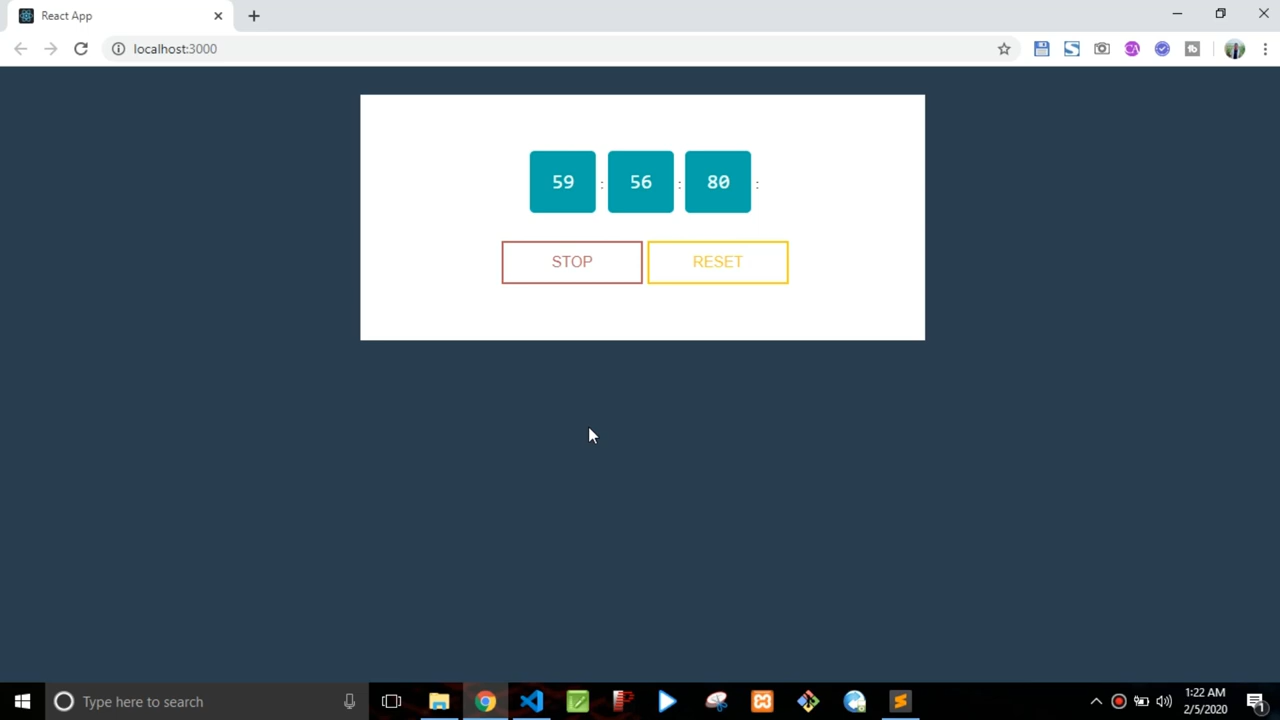 React App
localhost:3000
59 : 56 : 80 :
STOP RESET
Type here to search
1:22 AM
2/5/2020